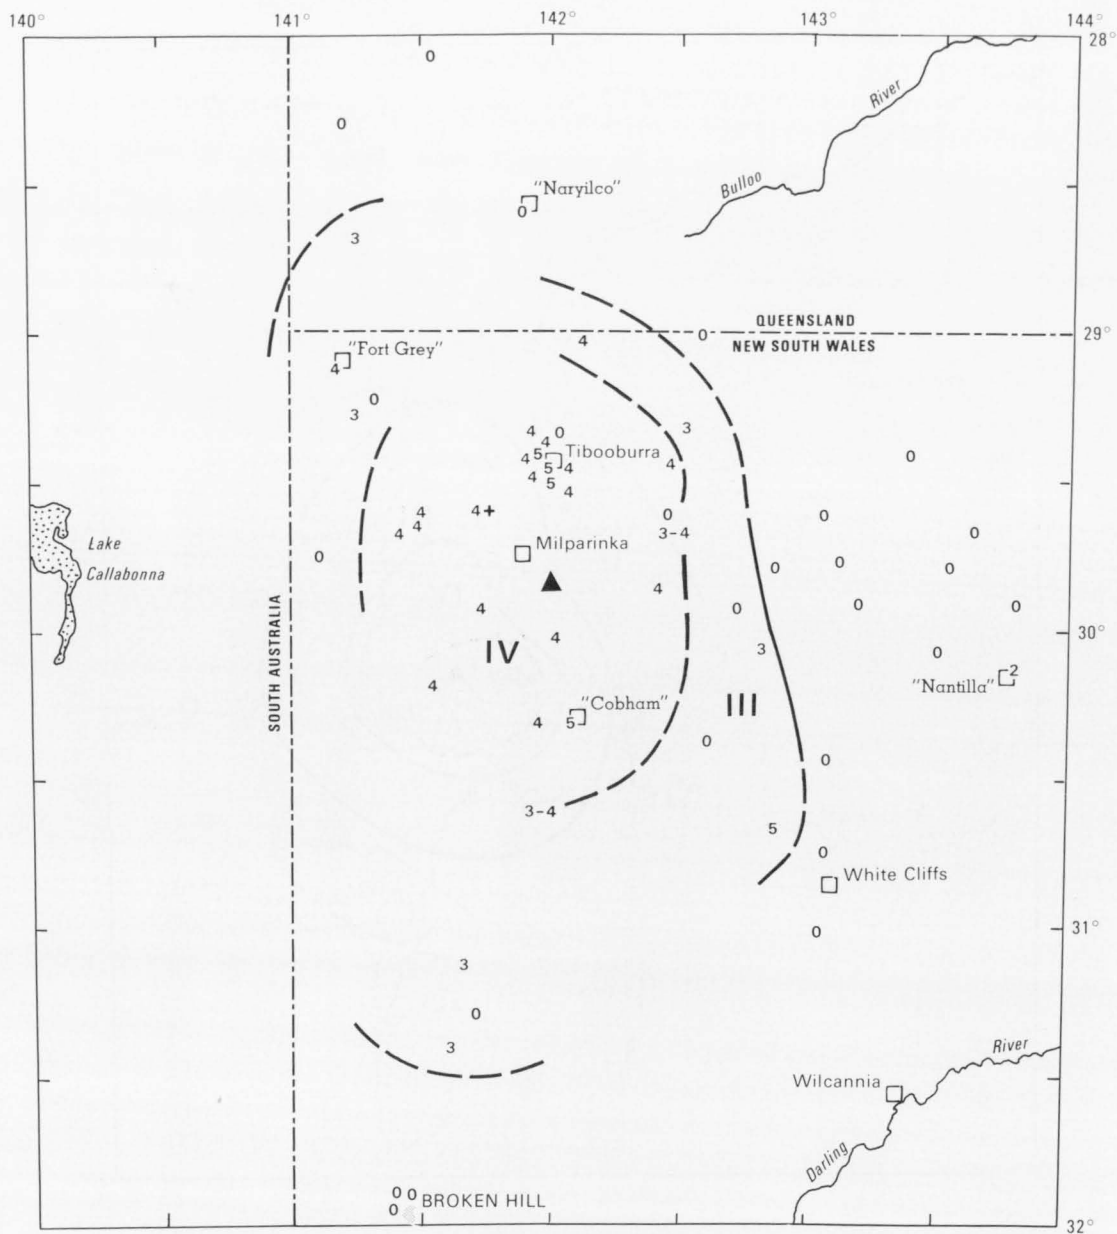 140° 141° 142° 143° 144°
28°
0
River
0
"Naryilco"
0
Bulloo
3
QUEENSLAND
29°
0
4
NEW SOUTH WALES
"Fort Grey"
4
0
3
3
4 0
4
Tibooburra
4 5
5 4
4 5
4
4
0
4
4
4
4+
0
3-4
0
0
Milparinka
0
Lake
Callabonna
0
0
0
4
4
0
0
0
SOUTH AUSTRALIA
30°
4
3
IV
0
"Nantilla"
2
4
"Cobham"
4 5
III
0
0
3-4
5
0
White Cliffs
0
31°
3
0
3
River
Wilcannia
Darling
0 0
0
BROKEN HILL
32°